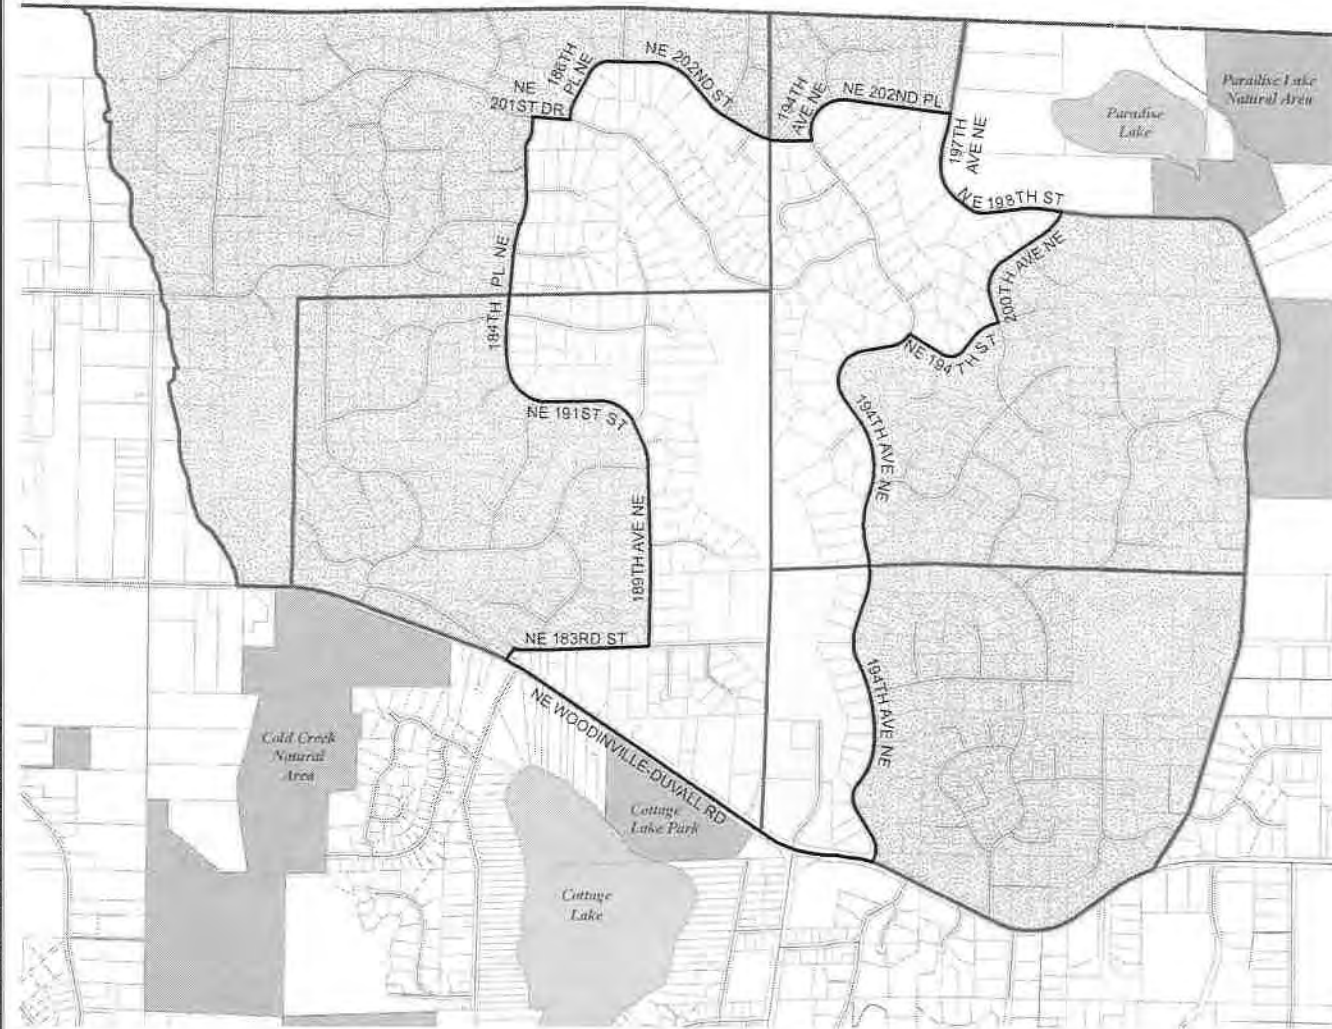 NE
201ST DR
188TH
PL NE
NE 202ND ST
194TH
AVE NE
NE 202ND PL
197TH
AVE NE
Paradise
Lake
Paradise Lake
Natural Area
NE 198TH ST
200TH AVE NE
NE 194TH ST
184TH PL NE
NE 191ST ST
194TH AVE NE
189TH AVE NE
NE 183RD ST
194TH AVE NE
NE WOODINVILLE-DUVALL RD
Cold Creek
Natural
Area
Cottage
Lake Park
Cottage
Lake